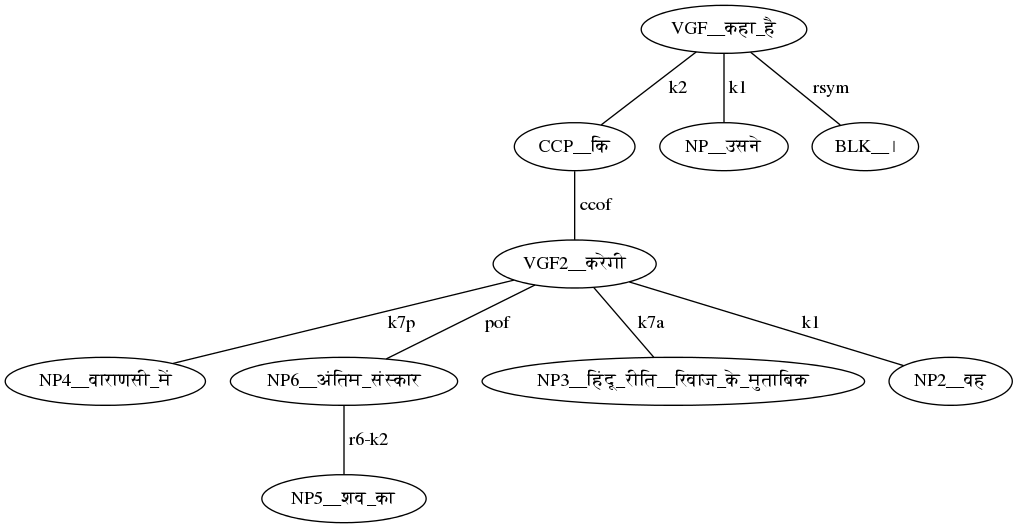 VGF__कहा_है
k2
k1
rsym
CCP__कि
NP__उसने
BLK__।
ccof
VGF2__करेगी
k7p
pof
k7a
k1
NP4__वाराणसी_में
NP6__अंतिम_संस्कार
NP3__हिंदू_रीति__रिवाज_के_मुताबिक
NP2__वह
r6-k2
NP5__शव_का